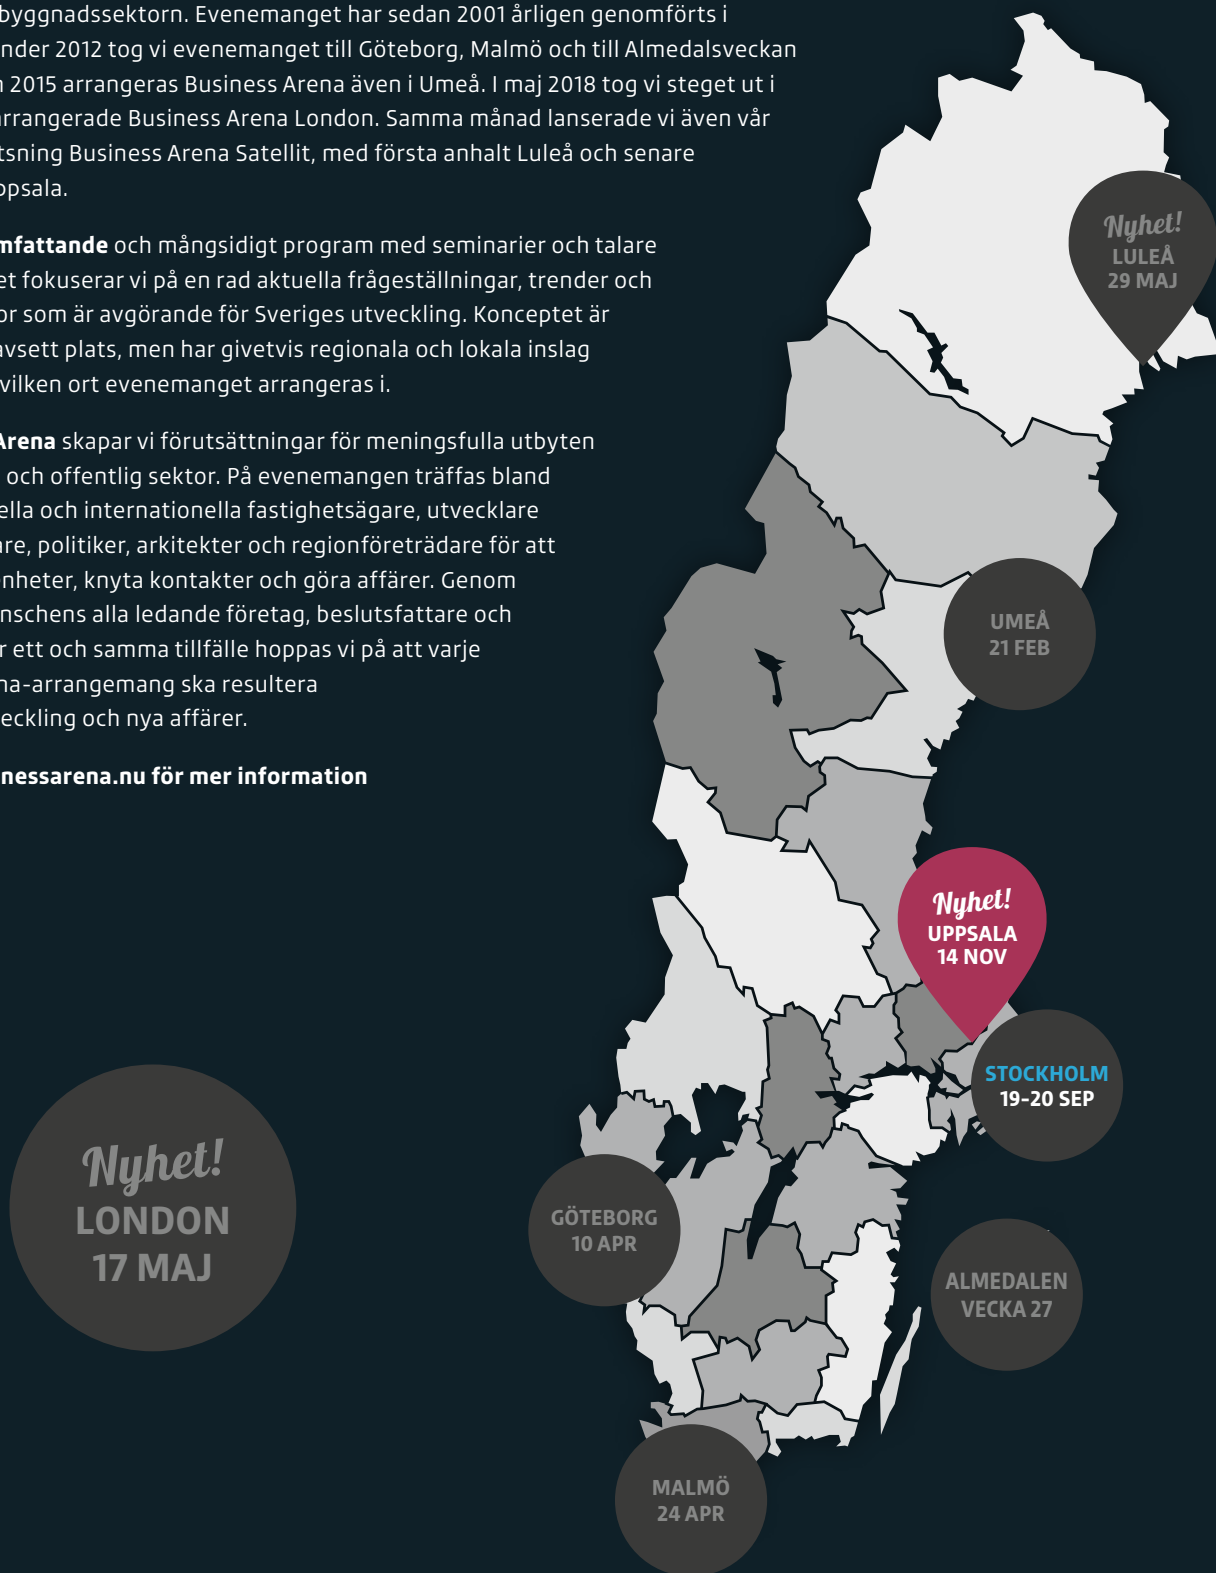 byggnadssektorn. Evenemanget har sedan 2001 årligen genomförts i
nder 2012 tog vi evenemanget till Göteborg, Malmö och till Almedalsveckan
2015 arrangeras Business Arena även i Umeå. I maj 2018 tog vi steget ut i
arrangerade Business Arena London. Samma månad lanserade vi även vår
tsning Business Arena Satellit, med första anhalt Luleå och senare
ppsala.
mfattande och mångsidigt program med seminarier och talare
et fokuserar vi på en rad aktuella frågeställningar, trender och
or som är avgörande för Sveriges utveckling. Konceptet är
avsett plats, men har givetvis regionala och lokala inslag
vilken ort evenemanget arrangeras i.
Arena skapar vi förutsättningar för meningsfulla utbyten
och offentlig sektor. På evenemangen träffas bland
ella och internationella fastighetsägare, utvecklare
are, politiker, arkitekter och regionföreträdare för att
enheter, knyta kontakter och göra affärer. Genom
nschens alla ledande företag, beslutsfattare och
r ett och samma tillfälle hoppas vi på att varje
na-arrangemang ska resultera
eckling och nya affärer.
nessarena.nu för mer information
Nyhet!
LULEÅ
29 MAJ
UMEÅ
21 FEB
Nyhet!
UPPSALA
14 NOV
STOCKHOLM
19-20 SEP
Nyhet!
LONDON
17 MAJ
GÖTEBORG
10 APR
ALMEDALEN
VECKA 27
MALMÖ
24 APR